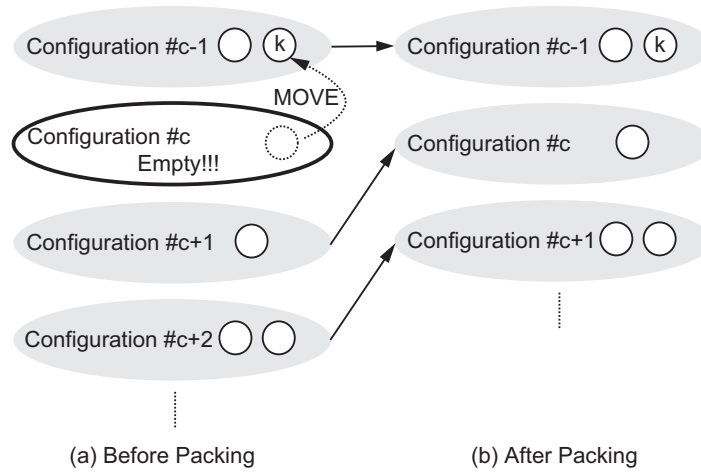 Configuration #c-1 k
Configuration #c-1 k
MOVE
Configuration #c
Empty!!!
Configuration #c
Configuration #c+1
Configuration #c+1
Configuration #c+2
(a) Before Packing
(b) After Packing